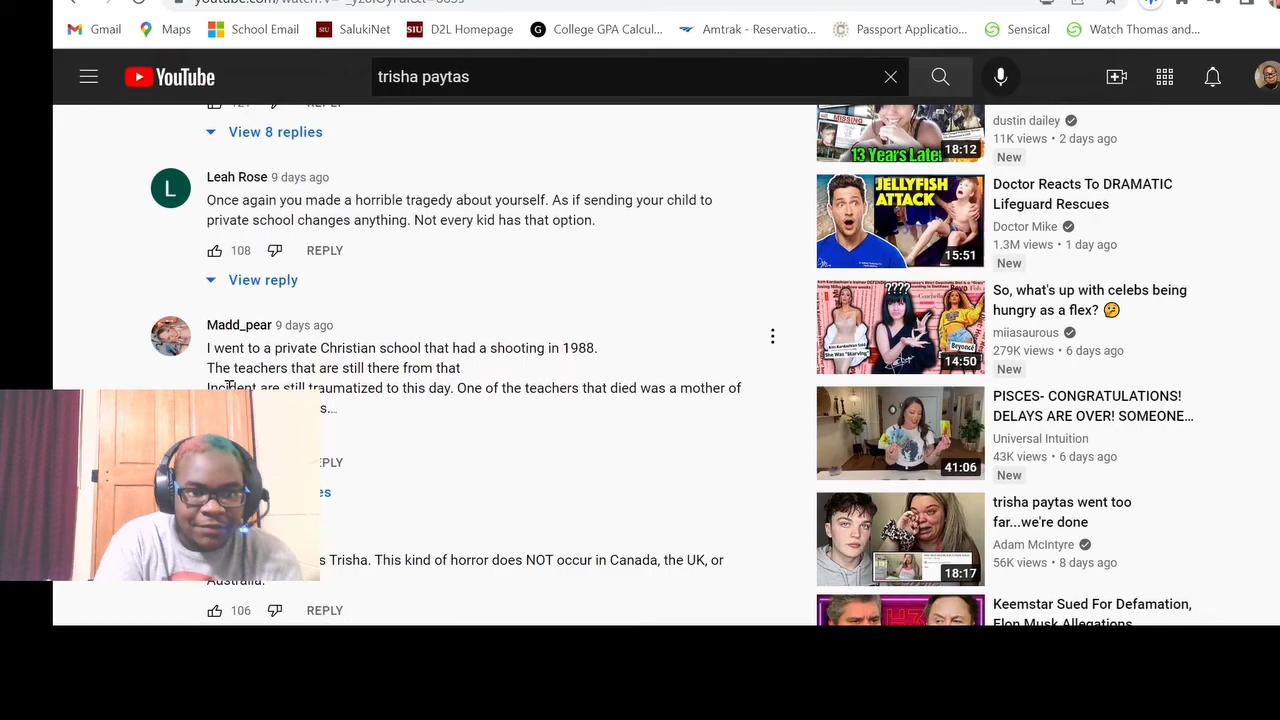 Gmail
Maps
School Email
SIU SalukiNet
SIU D2L Homepage
G College GPA Calcul...
Amtrak - Reservatio...
Passport Applicatio...
Sensical
Watch Thomas and...
YouTube
trisha paytas
REPLY
View 8 replies
L
Leah Rose 9 days ago
Once again you made a horrible tragedy about yourself. As if sending your child to
private school changes anything. Not every kid has that option.
108 REPLY
View reply
Madd_pear 9 days ago
I went to a private Christian school that had a shooting in 1988.
The teachers that are still there from that
Incident are still traumatized to this day. One of the teachers that died was a mother of
s...
EPLY
es
s Trisha. This kind of horror does NOT occur in Canada, the UK, or
Australia.
106 REPLY
MISSING
13 Years Later
18:12
dustin dailey
11K views • 2 days ago
New
JELLYFISH
ATTACK
15:51
Doctor Reacts To DRAMATIC
Lifeguard Rescues
Doctor Mike
1.3M views • 1 day ago
New
????
Beyoncé
14:50
So, what's up with celebs being
hungry as a flex?
miiasaurous
279K views • 6 days ago
New
41:06
PISCES- CONGRATULATIONS!
DELAYS ARE OVER! SOMEONE...
Universal Intuition
43K views • 6 days ago
New
18:17
trisha paytas went too
far...we're done
Adam McIntyre
56K views • 8 days ago
Keemstar Sued For Defamation,
Elon Musk Allegations